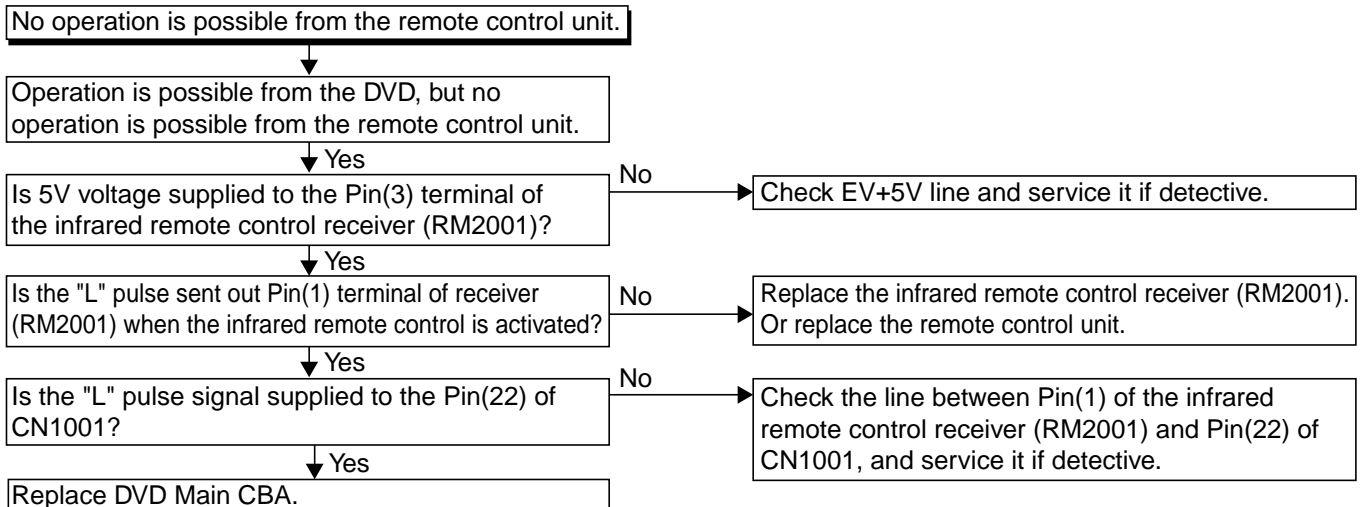 No operation is possible from the remote control unit.
Operation is possible from the DVD, but no
operation is possible from the remote control unit.
Yes
Is 5V voltage supplied to the Pin(3) terminal of
the infrared remote control receiver (RM2001)?
No
Check EV+5V line and service it if detective.
Yes
Is the "L" pulse sent out Pin(1) terminal of receiver
(RM2001) when the infrared remote control is activated?
No
Replace the infrared remote control receiver (RM2001).
Or replace the remote control unit.
Yes
Is the "L" pulse signal supplied to the Pin(22) of
CN1001?
No
Check the line between Pin(1) of the infrared
remote control receiver (RM2001) and Pin(22) of
CN1001, and service it if detective.
Yes
Replace DVD Main CBA.